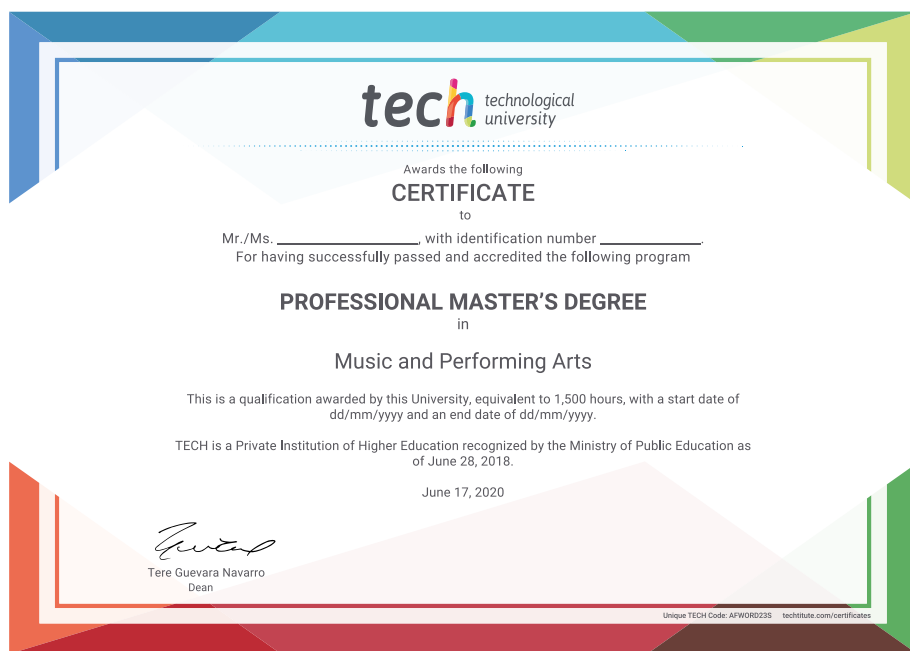 tech technological
university
Awards the following
CERTIFICATE
to
Mr./Ms. ____________________, with identification number ______________.
For having successfully passed and accredited the following program
PROFESSIONAL MASTER'S DEGREE
in
Music and Performing Arts
This is a qualification awarded by this University, equivalent to 1,500 hours, with a start date of
dd/mm/yyyy and an end date of dd/mm/yyyy.
TECH is a Private Institution of Higher Education recognized by the Ministry of Public Education as
of June 28, 2018.
June 17, 2020
Tere Guevara Navarro
Dean
Unique TECH Code: AFWORD23S techtitute.com/certificates